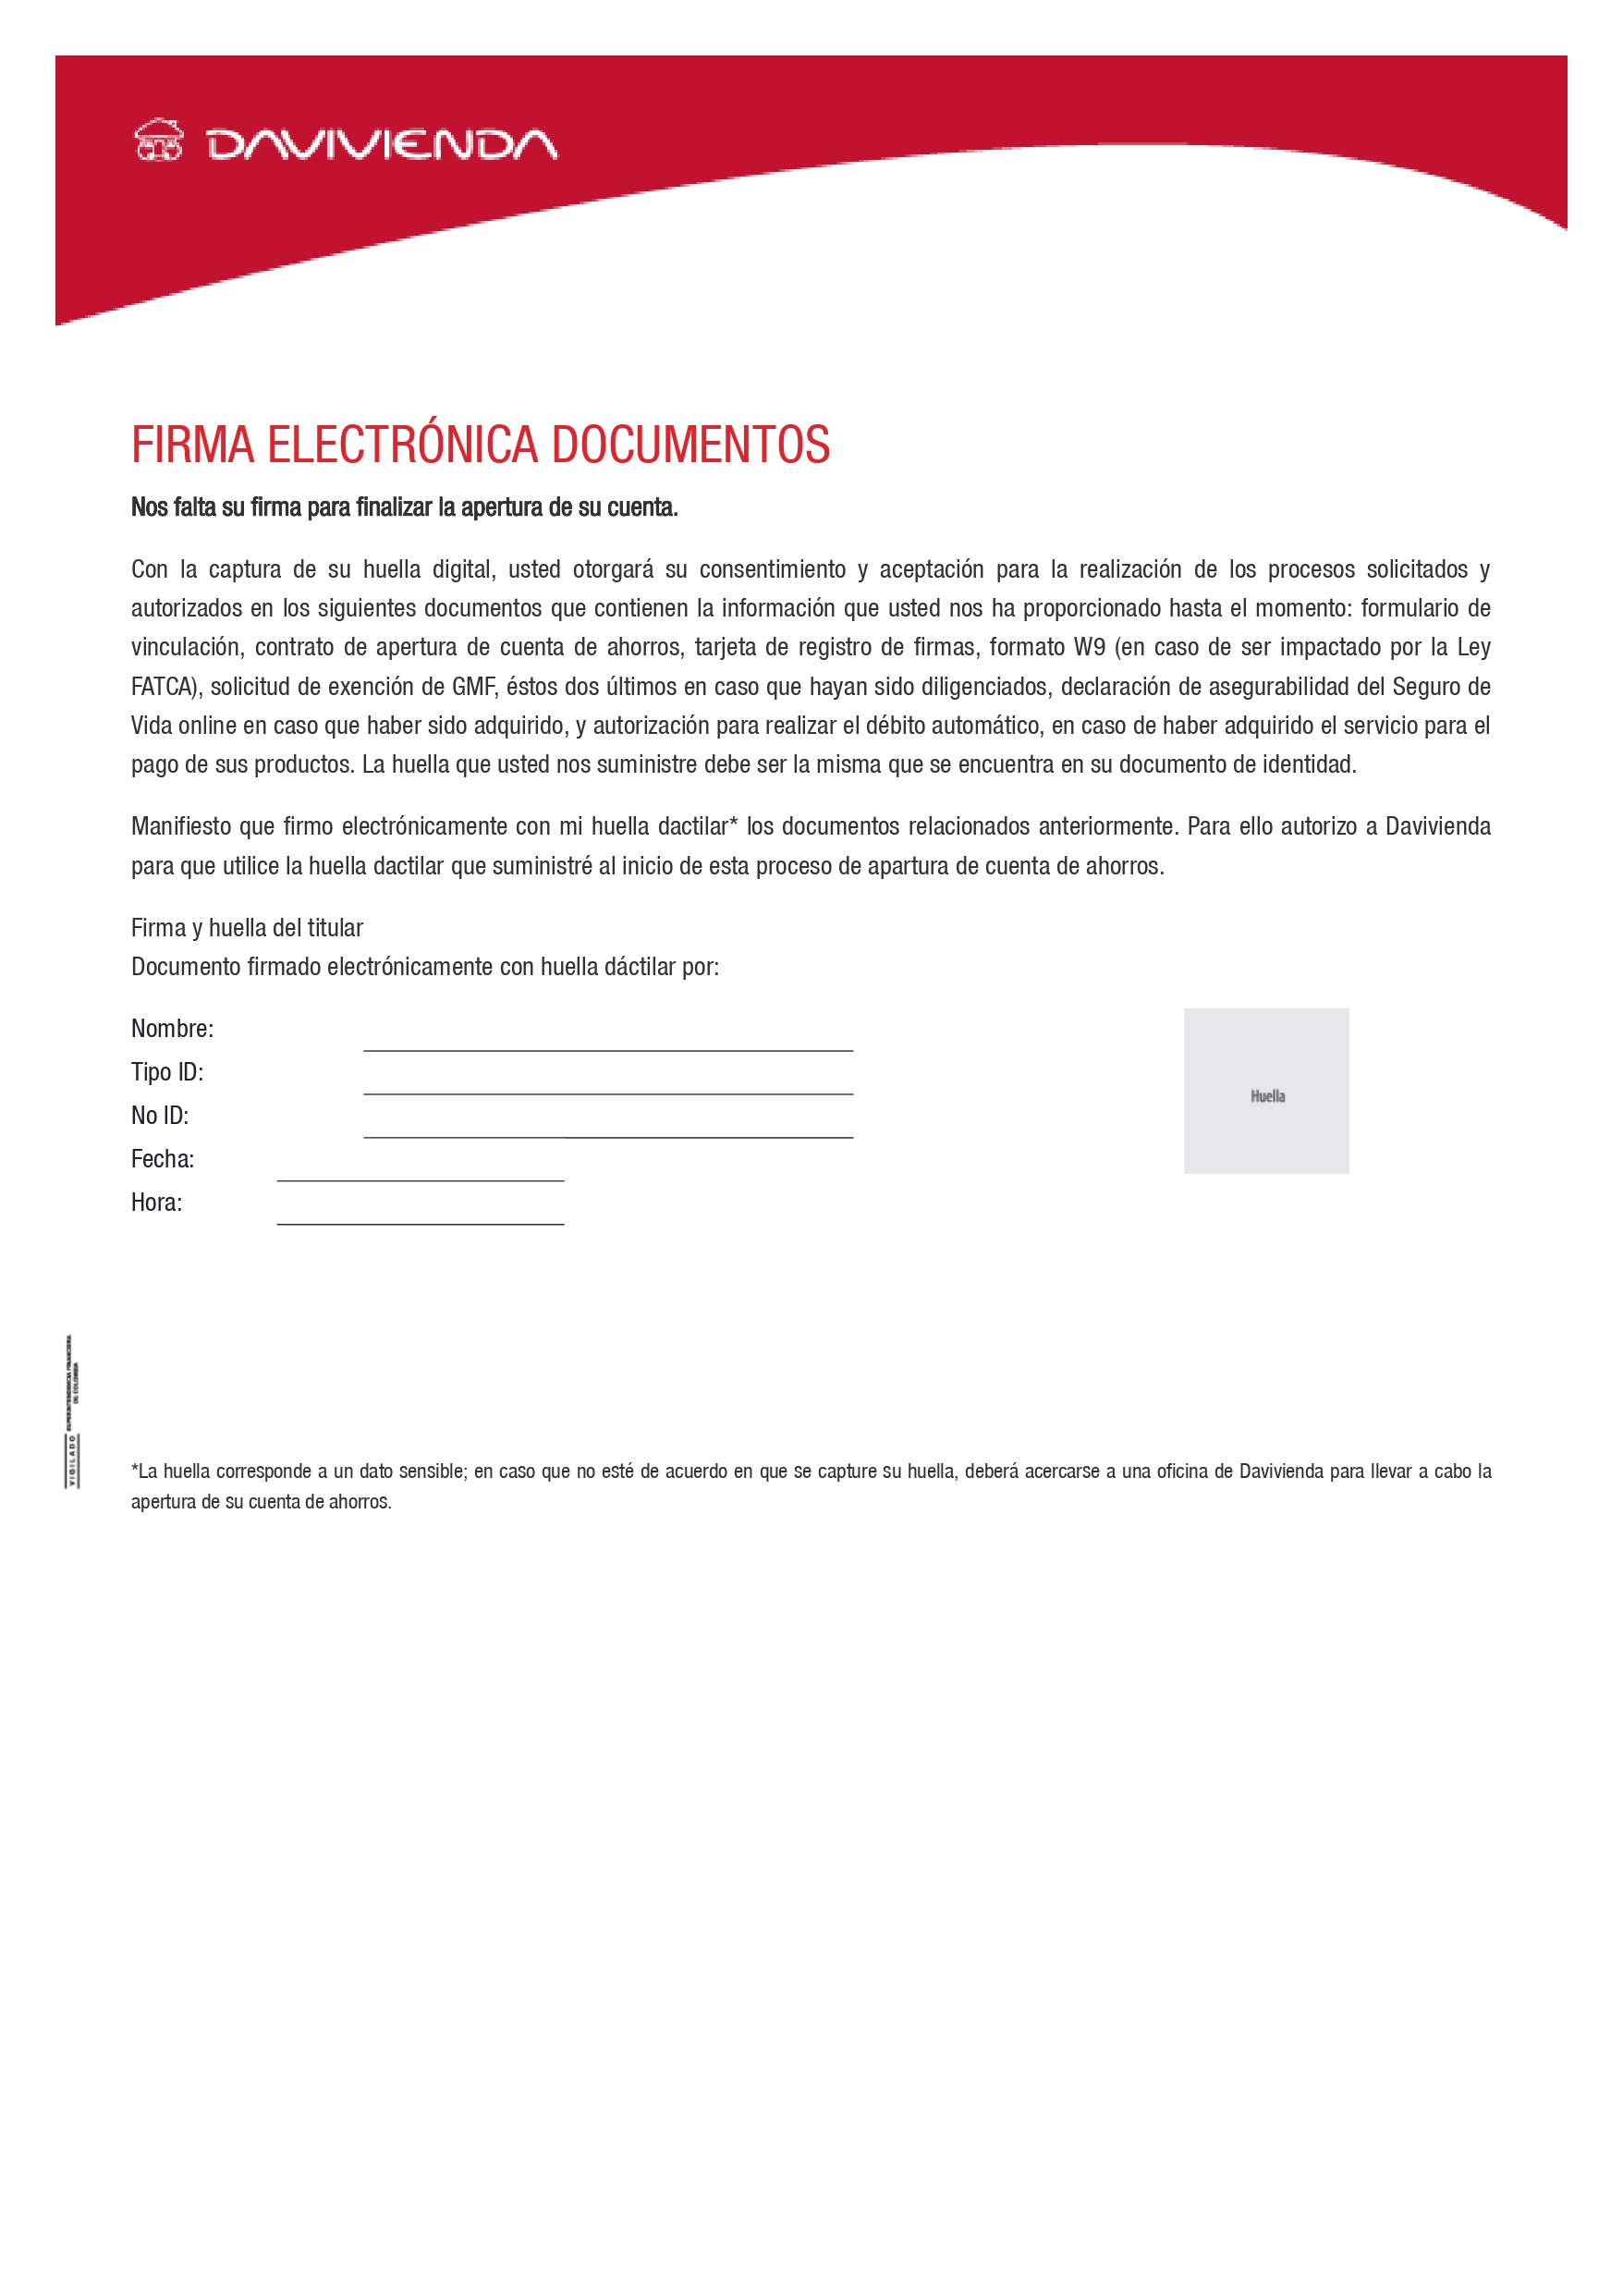 DAVIVIENDA
FIRMA ELECTRÓNICA DOCUMENTOS
Nos falta su firma para finalizar la apertura de su cuenta.
Con la captura de su huella digital, usted otorgará su consentimiento y aceptación para la realización de los procesos solicitados y
autorizados en los siguientes documentos que contienen la información que usted nos ha proporcionado hasta el momento: formulario de
vinculación, contrato de apertura de cuenta de ahorros, tarjeta de registro de firmas, formato W9 (en caso de ser impactado por la Ley
FATCA), solicitud de exención de GMF, éstos dos últimos en caso que hayan sido diligenciados, declaración de asegurabilidad del Seguro de
Vida online en caso que haber sido adquirido, y autorización para realizar el débito automático, en caso de haber adquirido el servicio para el
pago de sus productos. La huella que usted nos suministre debe ser la misma que se encuentra en su documento de identidad.
Manifiesto que firmo electrónicamente con mi huella dactilar* los documentos relacionados anteriormente. Para ello autorizo a Davivienda
para que utilice la huella dactilar que suministré al inicio de esta proceso de apartura de cuenta de ahorros.
Firma y huella del titular
Documento firmado electrónicamente con huella dáctilar por:
Nombre:
Tipo ID:
No ID:
Fecha:
Hora:
Huella
VIGILADO
SUPERINTENDENCIA FINANCIERA
DE COLOMBIA
*La huella corresponde a un dato sensible; en caso que no esté de acuerdo en que se capture su huella, deberá acercarse a una oficina de Davivienda para llevar a cabo la
apertura de su cuenta de ahorros.